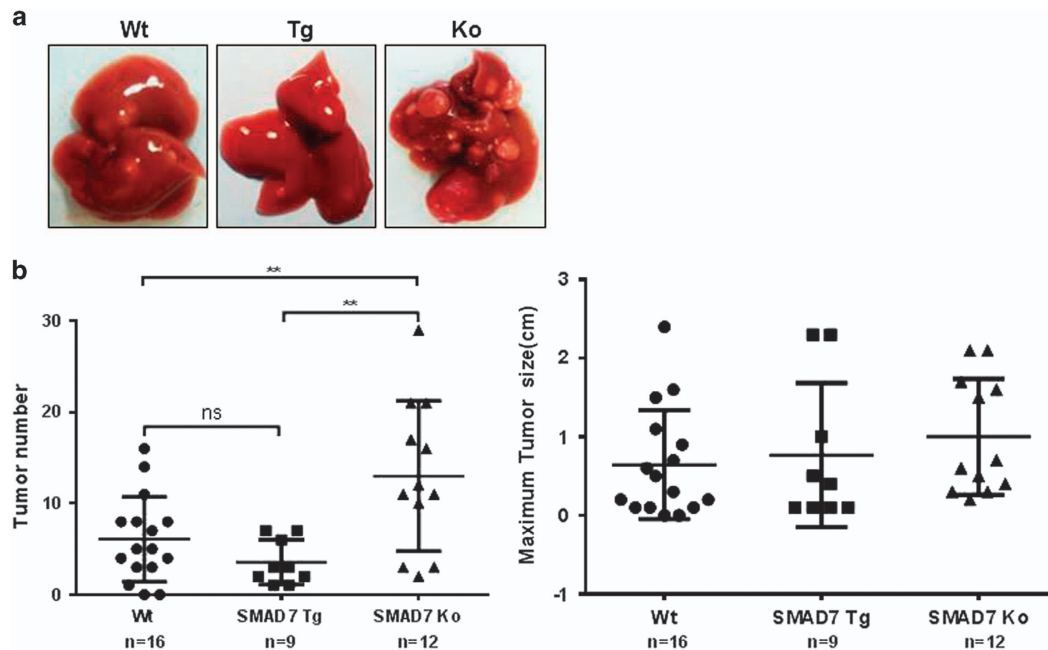 a
Wt Tg Ko
b
**
**
ns
Tumor number
30
20
10
0
Wt SMAD7 Tg SMAD7 Ko
n=16 n=9 n=12
Maximum Tumor size(cm)
3
2
1
0
-1
Wt SMAD7 Tg SMAD7 Ko
n=16 n=9 n=12